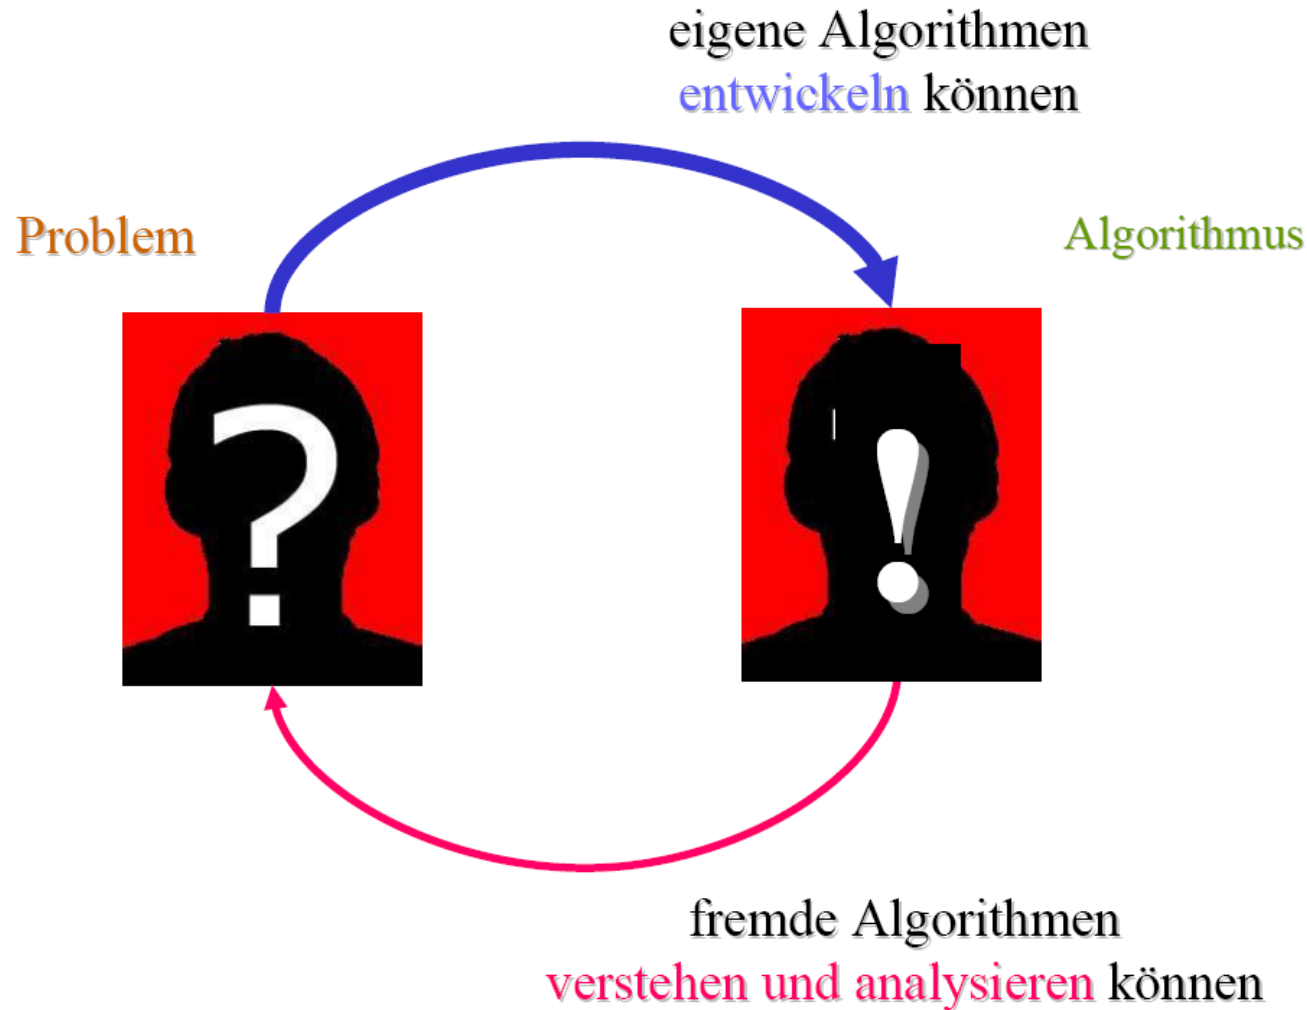 eigene Algorithmen
entwickeln können
Problem
Algorithmus
?
!
fremde Algorithmen
verstehen und analysieren können